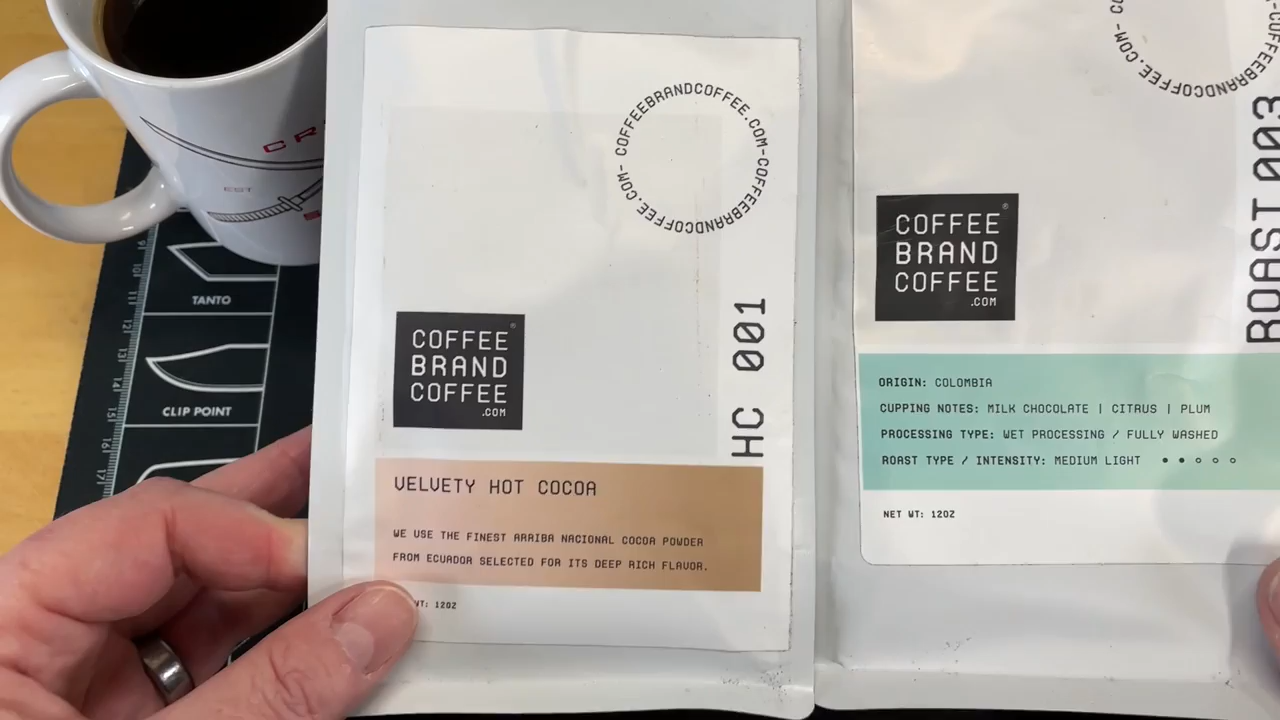 COFFEEBRANDCOFFEE.COM-COFFEEBRANDCOFFEE.COM-
HC 001
COFFEE®
BRAND
COFFEE
.COM
VELVETY HOT COCOA
WE USE THE FINEST ARRIBA NACIONAL COCOA POWDER
FROM ECUADOR SELECTED FOR ITS DEEP RICH FLAVOR.
WT: 12OZ
COFFEEBRANDCOFFEE.COM-
ROAST 003
COFFEE®
BRAND
COFFEE
.COM
ORIGIN: COLOMBIA
CUPPING NOTES: MILK CHOCOLATE | CITRUS | PLUM
PROCESSING TYPE: WET PROCESSING / FULLY WASHED
ROAST TYPE / INTENSITY: MEDIUM LIGHT
NET WT: 12OZ
EST
TANTO
CLIP POINT